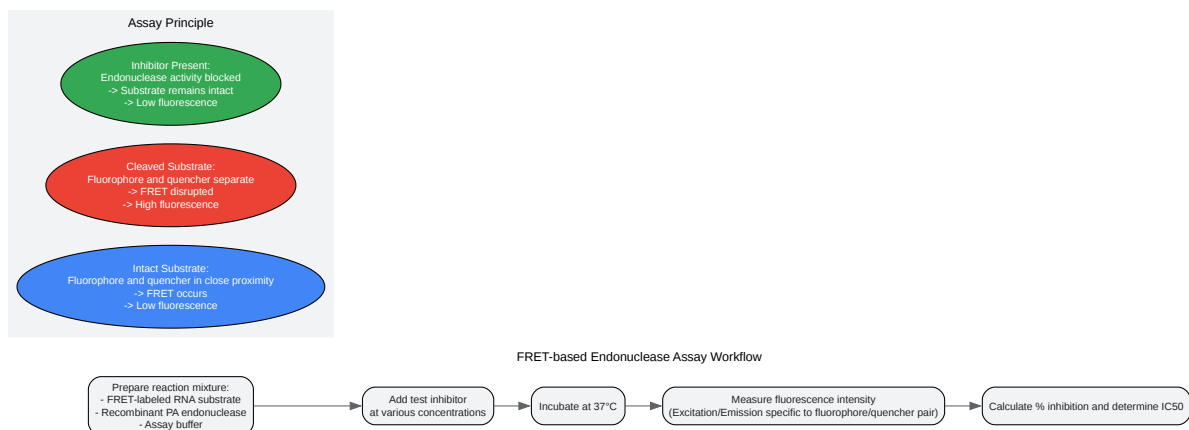 Assay Principle
Inhibitor Present:
Endonuclease activity blocked
-> Substrate remains intact
-> Low fluorescence
Cleaved Substrate:
Fluorophore and quencher separate
-> FRET disrupted
-> High fluorescence
Intact Substrate:
Fluorophore and quencher in close proximity
-> FRET occurs
-> Low fluorescence
FRET-based Endonuclease Assay Workflow
Prepare reaction mixture:
- FRET-labeled RNA substrate
- Recombinant PA endonuclease
- Assay buffer
Add test inhibitor
at various concentrations
Incubate at 37°C
Measure fluorescence intensity
(Excitation/Emission specific to fluorophore/quencher pair)
Calculate % inhibition and determine IC50